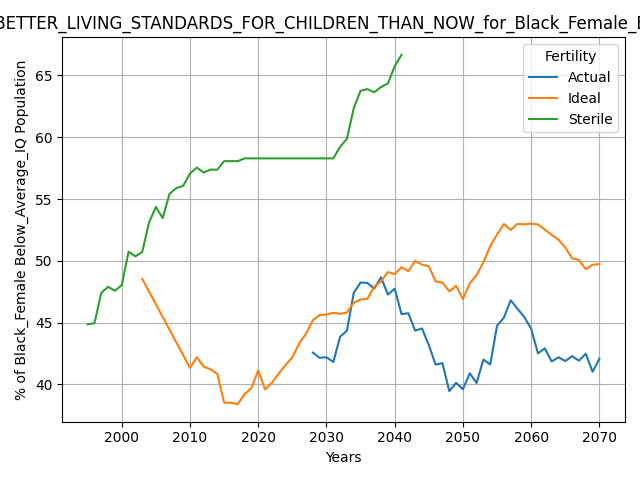 BETTER_LIVING_STANDARDS_FOR_CHILDREN_THAN_NOW_for_Black_Female_B
% of Black_Female Below_Average_IQ Population
65
60
55
50
45
40
Fertility
Actual
Ideal
Sterile
2000 2010 2020 2030 2040 2050 2060 2070
Years